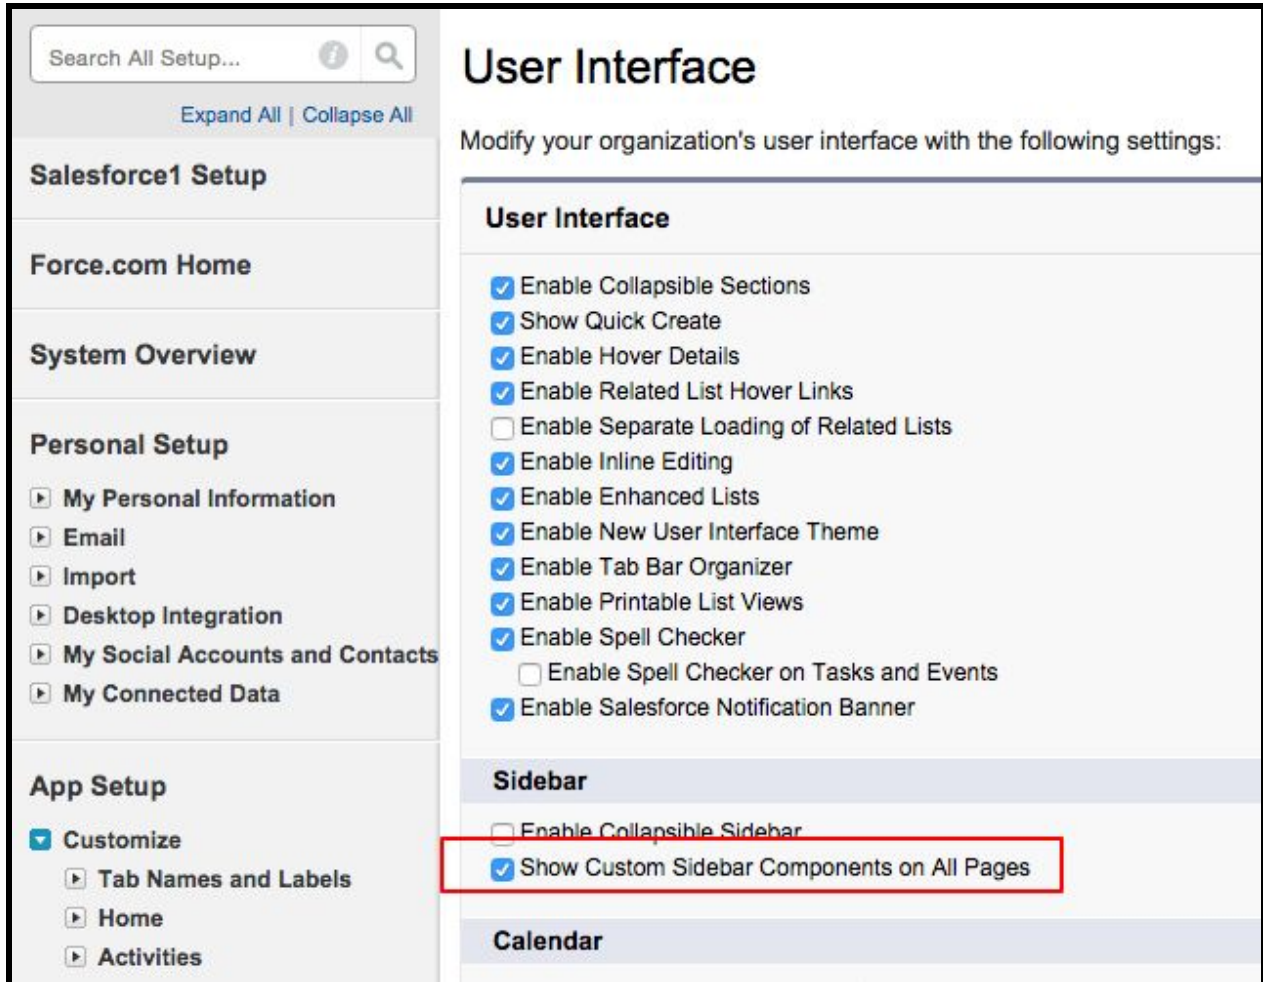 Search All Setup...
Expand All | Collapse All
Salesforce1 Setup
Force.com Home
System Overview
Personal Setup
My Personal Information
Email
Import
Desktop Integration
My Social Accounts and Contacts
My Connected Data
App Setup
Customize
Tab Names and Labels
Home
Activities
User Interface
Modify your organization's user interface with the following settings:
User Interface
Enable Collapsible Sections
Show Quick Create
Enable Hover Details
Enable Related List Hover Links
Enable Separate Loading of Related Lists
Enable Inline Editing
Enable Enhanced Lists
Enable New User Interface Theme
Enable Tab Bar Organizer
Enable Printable List Views
Enable Spell Checker
Enable Spell Checker on Tasks and Events
Enable Salesforce Notification Banner
Sidebar
Enable Collapsible Sidebar
Show Custom Sidebar Components on All Pages
Calendar